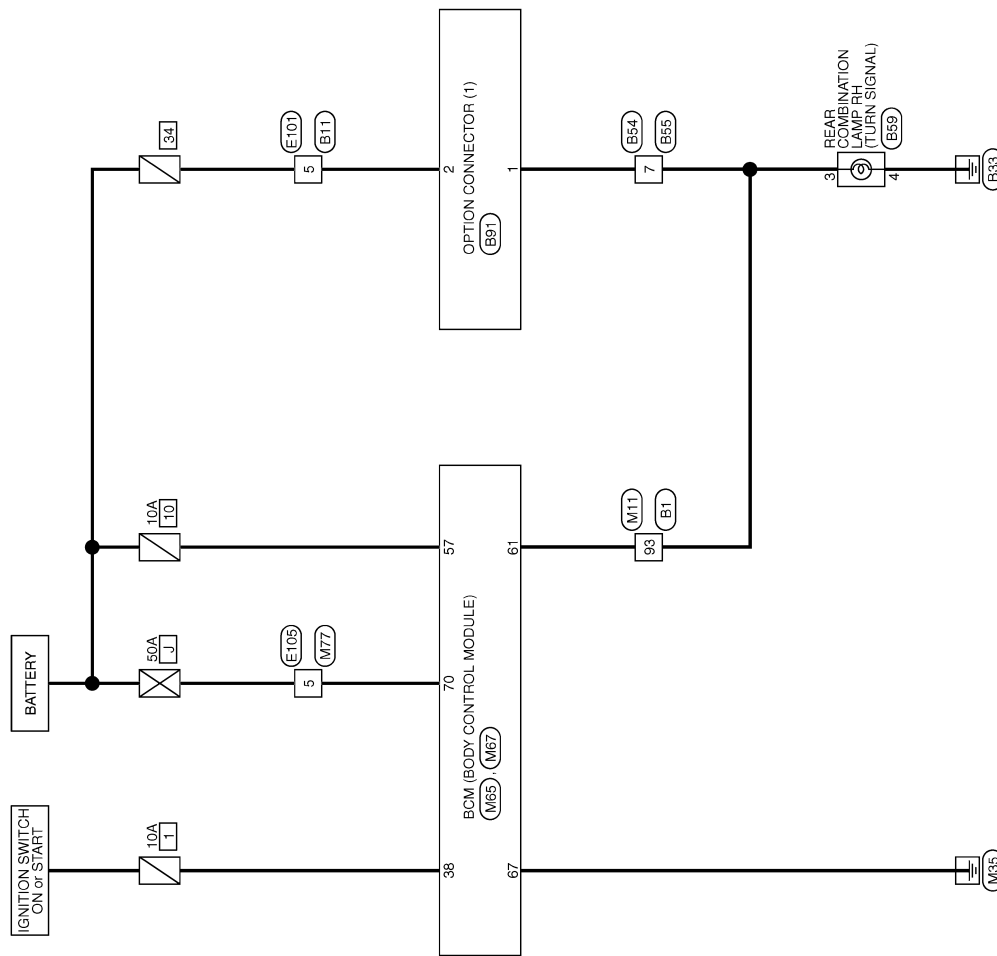 IGNITION SWITCH
ON or START
BATTERY
10A
1
50A
J
10A
10
34
E105
M77
5
E101
B11
5
38
70
57
2
BCM (BODY CONTROL MODULE)
M65 , M67
OPTION CONNECTOR (1)
B91
67
61
1
M11
B1
93
B54
B55
7
REAR
COMBINATION
LAMP RH
(TURN SIGNAL)
B59
3
4
M35
B33